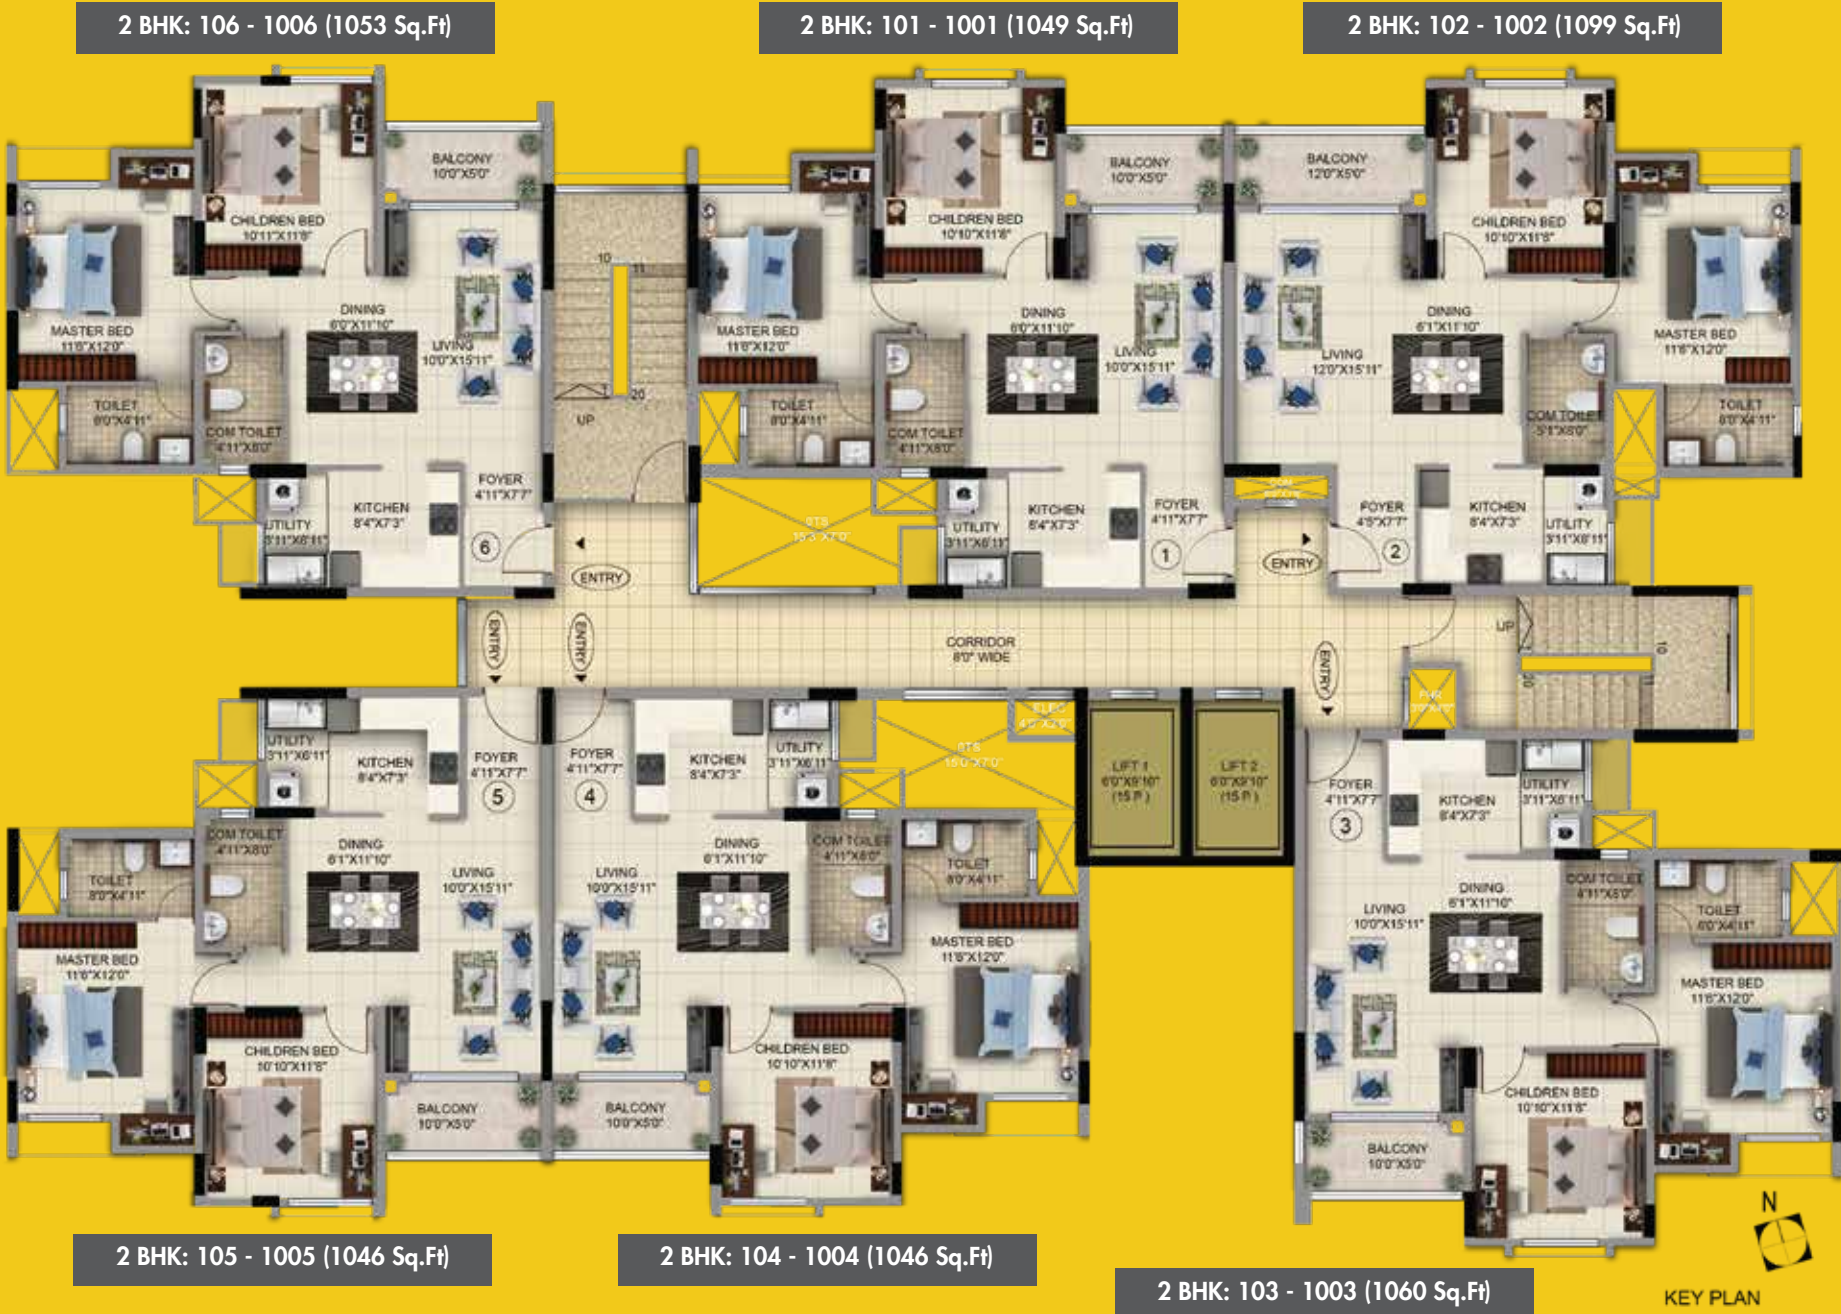 2 BHK: 106 - 1006 (1053 Sq.Ft)
2 BHK: 101 - 1001 (1049 Sq.Ft)
2 BHK: 102 - 1002 (1099 Sq.Ft)
BALCONY
10'0"X5'0"
CHILDREN BED
10'11"X11'8"
MASTER BED
11'6"X12'0"
DINING
6'0"X11'10"
LIVING
10'0"X15'11"
TOILET
8'0"X4'11"
COM TOILET
4'11"X8'0"
KITCHEN
8'4"X7'3"
UTILITY
3'11"X6'11"
FOYER
4'11"X7'7"
6
10
11
20
UP
BALCONY
10'0"X5'0"
CHILDREN BED
10'10"X11'8"
MASTER BED
11'6"X12'0"
DINING
6'0"X11'10"
LIVING
10'0"X15'11"
TOILET
8'0"X4'11"
COM TOILET
4'11"X8'0"
KITCHEN
8'4"X7'3"
UTILITY
3'11"X6'11"
FOYER
4'11"X7'7"
1
BALCONY
12'0"X5'0"
CHILDREN BED
10'10"X11'8"
MASTER BED
11'6"X12'0"
DINING
6'1"X11'10"
LIVING
12'0"X15'11"
TOILET
8'0"X4'11"
COM TOILET
5'1"X8'0"
KITCHEN
8'4"X7'3"
UTILITY
3'11"X6'11"
FOYER
4'5"X7'7"
2
ENTRY
ENTRY
ENTRY
ENTRY
ENTRY
CORRIDOR
8'0" WIDE
UP
10
20
FHR
ELEC
LIFT 1
6'0"X9'10"
(15 P)
LIFT 2
6'0"X9'10"
(15 P)
UTILITY
3'11"X6'11"
KITCHEN
8'4"X7'3"
FOYER
4'11"X7'7"
5
COM TOILET
4'11"X8'0"
DINING
6'1"X11'10"
LIVING
10'0"X15'11"
TOILET
8'0"X4'11"
MASTER BED
11'6"X12'0"
CHILDREN BED
10'10"X11'8"
BALCONY
10'0"X5'0"
FOYER
4'11"X7'7"
4
KITCHEN
8'4"X7'3"
UTILITY
3'11"X6'11"
LIVING
10'0"X15'11"
DINING
6'1"X11'10"
COM TOILET
4'11"X8'0"
TOILET
8'0"X4'11"
MASTER BED
11'6"X12'0"
CHILDREN BED
10'10"X11'8"
BALCONY
10'0"X5'0"
FOYER
4'11"X7'7"
3
KITCHEN
8'4"X7'3"
UTILITY
3'11"X6'11"
LIVING
10'0"X15'11"
DINING
6'1"X11'10"
COM TOILET
4'11"X8'0"
TOILET
8'0"X4'11"
MASTER BED
11'6"X12'0"
CHILDREN BED
10'10"X11'8"
BALCONY
10'0"X5'0"
2 BHK: 105 - 1005 (1046 Sq.Ft)
2 BHK: 104 - 1004 (1046 Sq.Ft)
2 BHK: 103 - 1003 (1060 Sq.Ft)
N
KEY PLAN